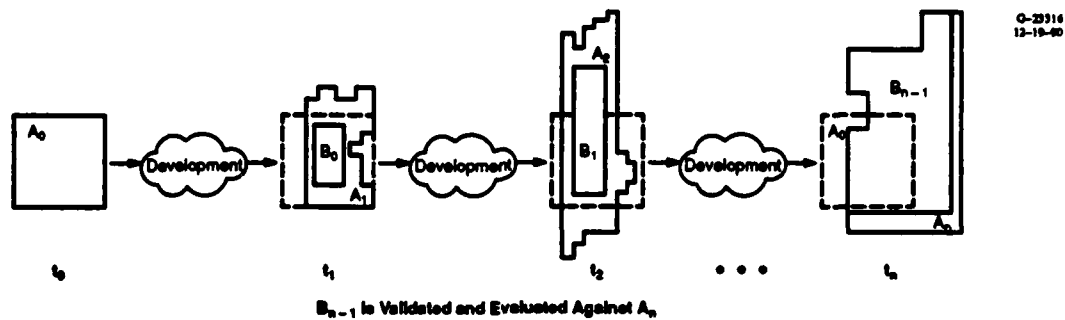 G-23316
12-19-90
A₀
Development
B₀
A₁
Development
A₂
B₁
Development
A₀
Bₙ₋₁
Aₙ
t₀
t₁
t₂
• • •
tₙ
Bₙ₋₁ is Validated and Evaluated Against Aₙ